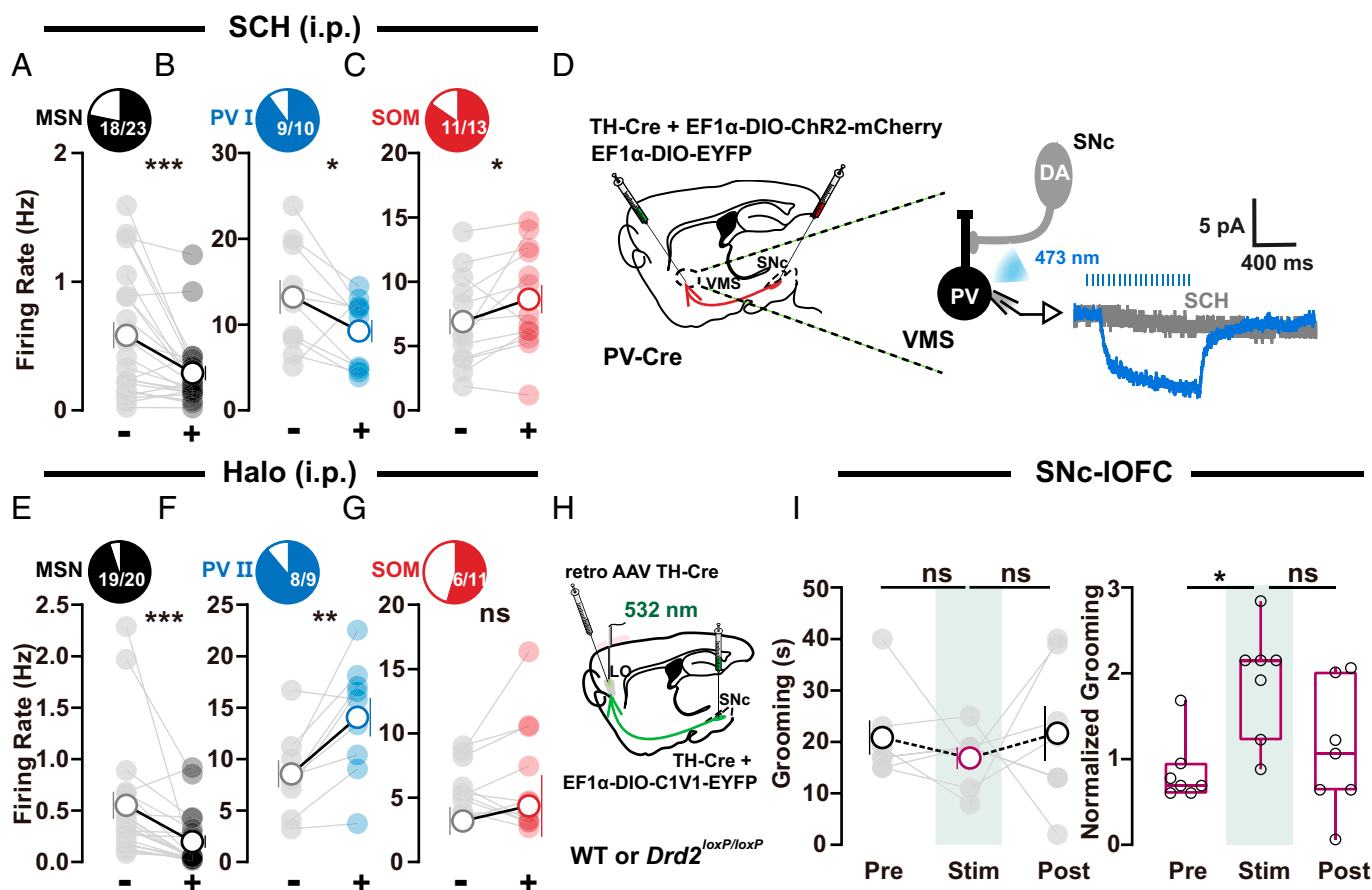 SCH (i.p.)
A
B
C
D
MSN
18/23
PV I
9/10
SOM
11/13
TH-Cre + EF1α-DIO-ChR2-mCherry
EF1α-DIO-EYFP
SNc
DA
5 pA
400 ms
473 nm
SCH
PV
VMS
VMS
SNc
PV-Cre
Firing Rate (Hz)
2
1
0
***
- +
30
20
10
0
*
- +
20
15
10
5
0
*
- +
Halo (i.p.)
SNc-lOFC
E
F
G
H
I
MSN
19/20
PV II
8/9
SOM
6/11
Firing Rate (Hz)
2.5
2.0
1.5
1.0
0.5
0.0
***
- +
25
20
15
10
5
0
**
- +
20
15
10
5
0
ns
- +
retro AAV TH-Cre
532 nm
LO
SNc
TH-Cre +
EF1α-DIO-C1V1-EYFP
WT or Drd2loxP/loxP
Grooming (s)
50
40
30
20
10
0
ns
ns
Pre Stim Post
Normalized Grooming
3
2
1
0
*
ns
Pre Stim Post